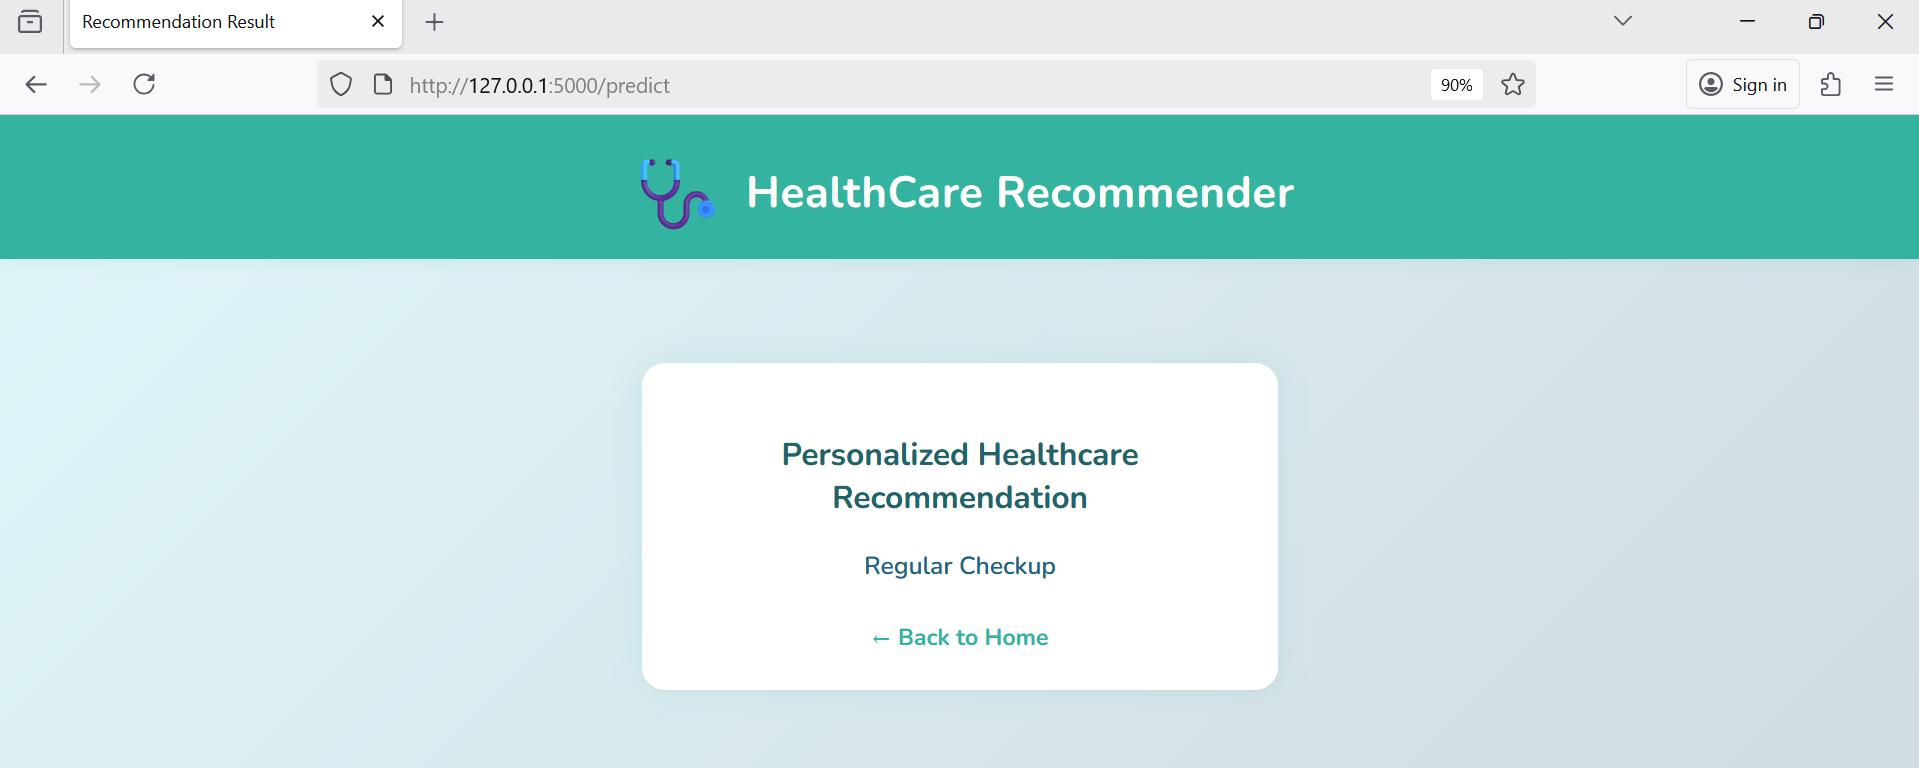 Recommendation Result
http://127.0.0.1:5000/predict
90%
Sign in
HealthCare Recommender
Personalized Healthcare
Recommendation
Regular Checkup
← Back to Home